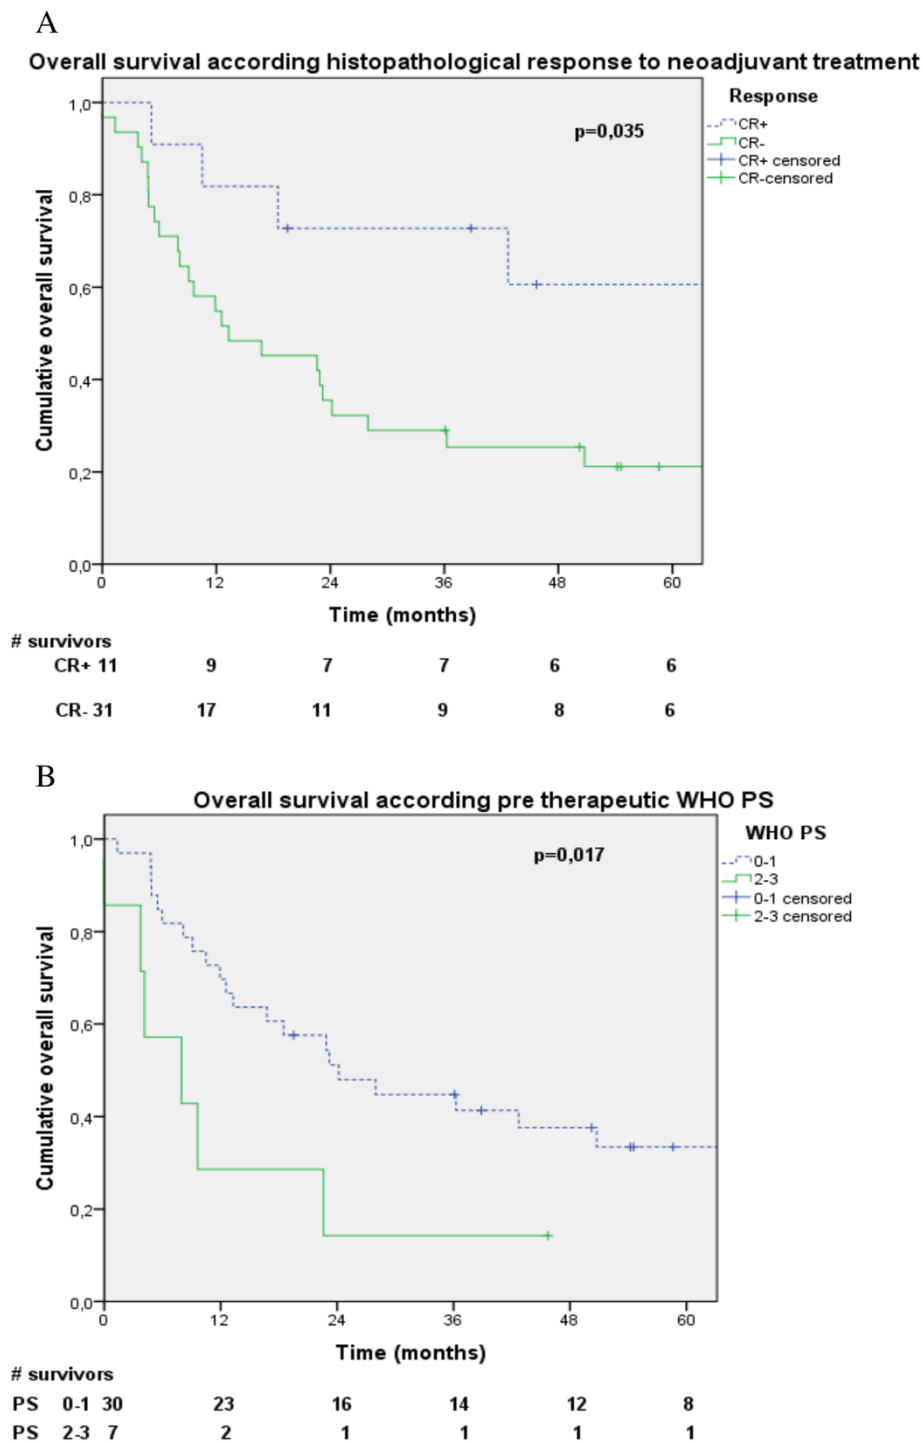 A
Overall survival according histopathological response to neoadjuvant treatment
Response
CR+
CR-
CR+ censored
CR-censored
p=0,035
Cumulative overall survival
1,0
0,8
0,6
0,4
0,2
0,0
0 12 24 36 48 60
Time (months)
# survivors
CR+ 11 9 7 7 6 6
CR- 31 17 11 9 8 6
B
Overall survival according pre therapeutic WHO PS
WHO PS
0-1
2-3
0-1 censored
2-3 censored
p=0,017
Cumulative overall survival
1,0
0,8
0,6
0,4
0,2
0,0
0 12 24 36 48 60
Time (months)
# survivors
PS 0-1 30 23 16 14 12 8
PS 2-3 7 2 1 1 1 1